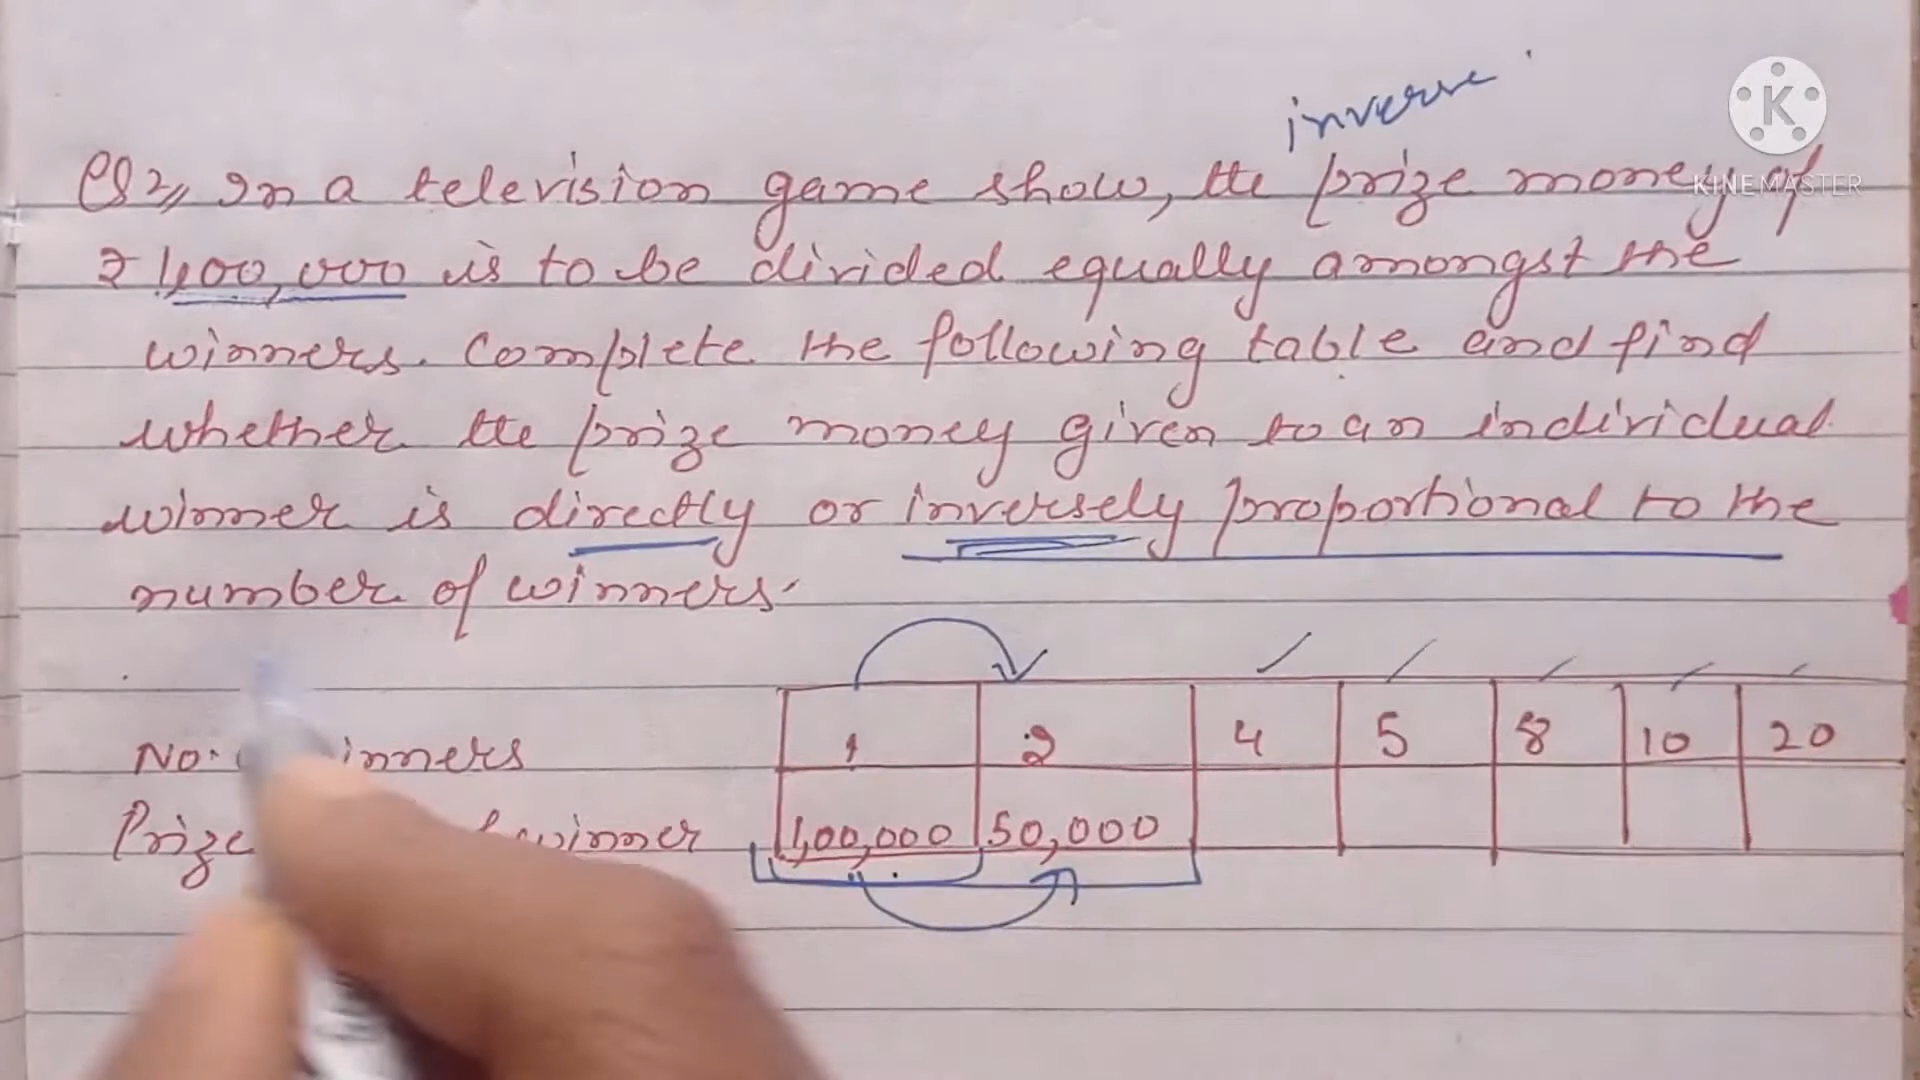 inverse
Q2, In a television game show, the prize money of
₹ 1,00,000 is to be divided equally amongst the
winners. Complete the following table and find
whether the prize money given to an individual
winner is directly or inversely proportional to the
number of winners.
No. inners 1 2 4 5 8 10 20
Prize winner 1,00,000 50,000
K
KINEMASTER